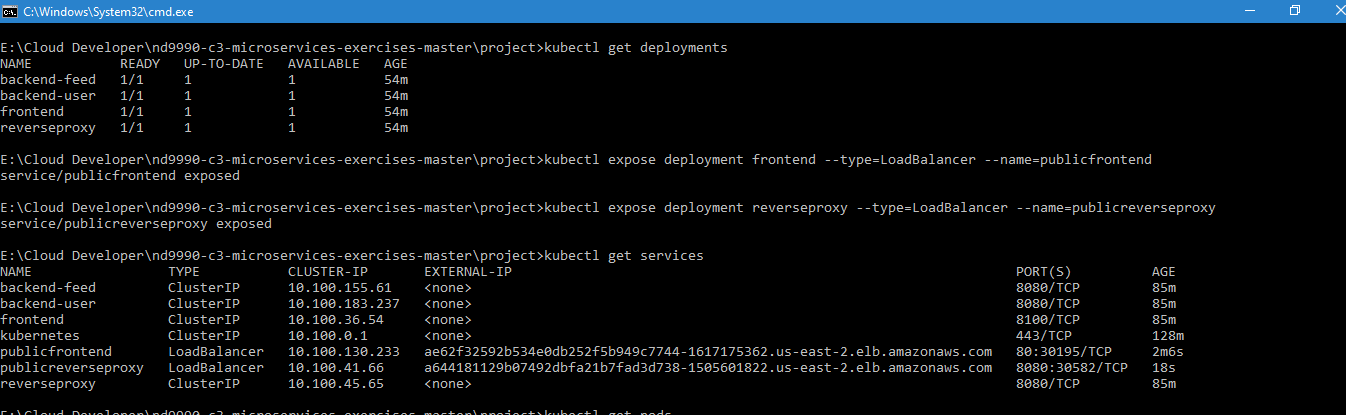 C:\Windows\System32\cmd.exe
E:\Cloud Developer\nd9990-c3-microservices-exercises-master\project>kubectl get deployments
NAME READY UP-TO-DATE AVAILABLE AGE
backend-feed 1/1 1 1 54m
backend-user 1/1 1 1 54m
frontend 1/1 1 1 54m
reverseproxy 1/1 1 1 54m
E:\Cloud Developer\nd9990-c3-microservices-exercises-master\project>kubectl expose deployment frontend --type=LoadBalancer --name=publicfrontend
service/publicfrontend exposed
E:\Cloud Developer\nd9990-c3-microservices-exercises-master\project>kubectl expose deployment reverseproxy --type=LoadBalancer --name=publicreverseproxy
service/publicreverseproxy exposed
E:\Cloud Developer\nd9990-c3-microservices-exercises-master\project>kubectl get services
NAME TYPE CLUSTER-IP EXTERNAL-IP PORT(S) AGE
backend-feed ClusterIP 10.100.155.61 <none> 8080/TCP 85m
backend-user ClusterIP 10.100.183.237 <none> 8080/TCP 85m
frontend ClusterIP 10.100.36.54 <none> 8100/TCP 85m
kubernetes ClusterIP 10.100.0.1 <none> 443/TCP 128m
publicfrontend LoadBalancer 10.100.130.233 ae62f32592b534e0db252f5b949c7744-1617175362.us-east-2.elb.amazonaws.com 80:30195/TCP 2m6s
publicreverseproxy LoadBalancer 10.100.41.66 a644181129b07492dbfa21b7fad3d738-1505601822.us-east-2.elb.amazonaws.com 8080:30582/TCP 18s
reverseproxy ClusterIP 10.100.45.65 <none> 8080/TCP 85m
E:\Cloud Developer\nd9990-c3-microservices-exercises-master\project>kubectl get pods